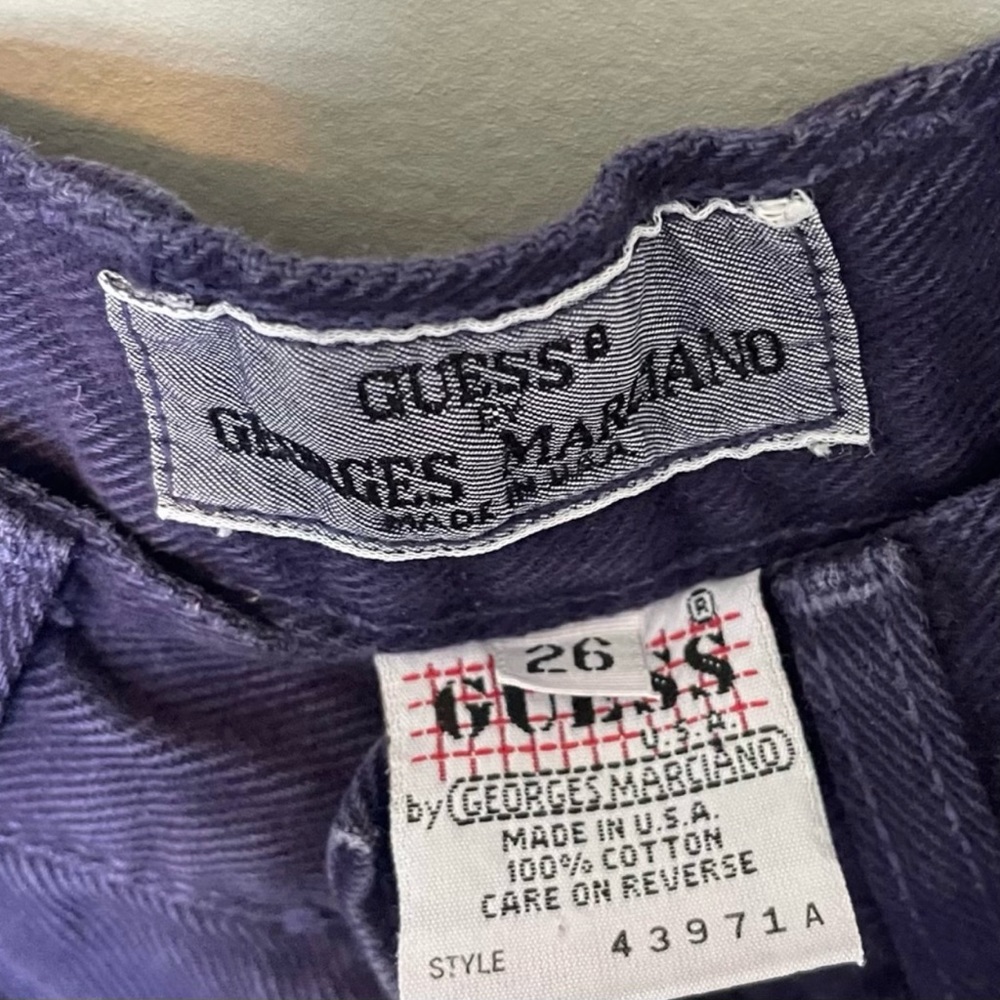 GUESS®
BY
GEORGES MARCIANO
MADE IN U.S.A.
26
GUESS®
U.S.A.
by GEORGES MARCIANO
MADE IN U.S.A.
100% COTTON
CARE ON REVERSE
STYLE 43971A